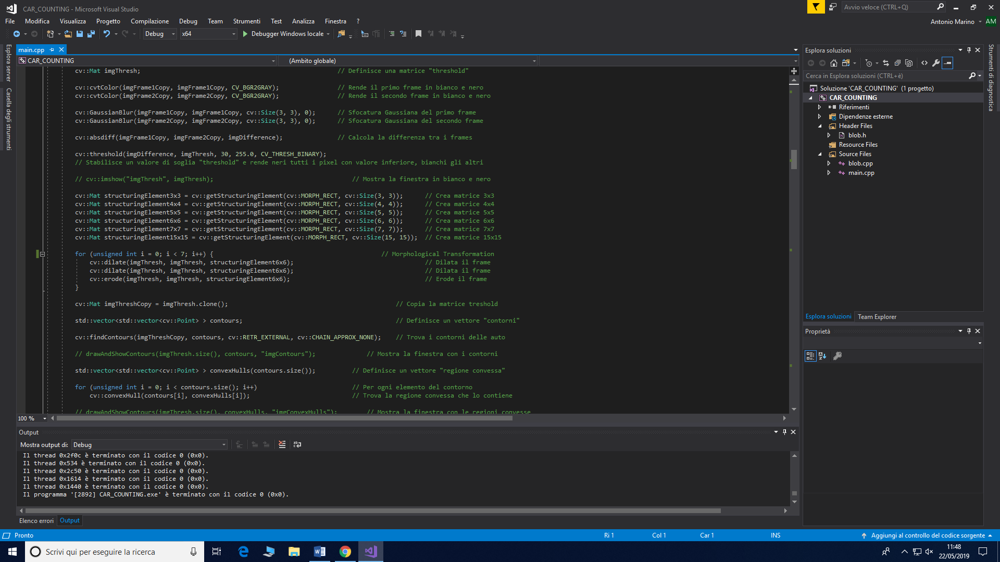 CAR_COUNTING - Microsoft Visual Studio
Avvio veloce (CTRL+Q)
File Modifica Visualizza Progetto Compilazione Debug Team Strumenti Test Analizza Finestra ?
Antonio Marino AM
Debug x64 Debugger Windows locale
Esplora server
Casella degli strumenti
main.cpp
CAR_COUNTING (Ambito globale)
cv::Mat imgThresh; // Definisce una matrice "threshold"
cv::cvtColor(imgFrame1Copy, imgFrame1Copy, CV_BGR2GRAY); // Rende il primo frame in bianco e nero
cv::cvtColor(imgFrame2Copy, imgFrame2Copy, CV_BGR2GRAY); // Rende il secondo frame in bianco e nero
cv::GaussianBlur(imgFrame1Copy, imgFrame1Copy, cv::Size(3, 3), 0); // Sfocatura Gaussiana del primo frame
cv::GaussianBlur(imgFrame2Copy, imgFrame2Copy, cv::Size(3, 3), 0); // Sfocatura Gaussiana del secondo frame
cv::absdiff(imgFrame1Copy, imgFrame2Copy, imgDifference); // Calcola la differenza tra i frames
cv::threshold(imgDifference, imgThresh, 30, 255.0, CV_THRESH_BINARY);
// Stabilisce un valore di soglia "threshold" e rende neri tutti i pixel con valore inferiore, bianchi gli altri
// cv::imshow("imgThresh", imgThresh); // Mostra la finestra in bianco e nero
cv::Mat structuringElement3x3 = cv::getStructuringElement(cv::MORPH_RECT, cv::Size(3, 3)); // Crea matrice 3x3
cv::Mat structuringElement4x4 = cv::getStructuringElement(cv::MORPH_RECT, cv::Size(4, 4)); // Crea matrice 4x4
cv::Mat structuringElement5x5 = cv::getStructuringElement(cv::MORPH_RECT, cv::Size(5, 5)); // Crea matrice 5x5
cv::Mat structuringElement6x6 = cv::getStructuringElement(cv::MORPH_RECT, cv::Size(6, 6)); // Crea matrice 6x6
cv::Mat structuringElement7x7 = cv::getStructuringElement(cv::MORPH_RECT, cv::Size(7, 7)); // Crea matrice 7x7
cv::Mat structuringElement15x15 = cv::getStructuringElement(cv::MORPH_RECT, cv::Size(15, 15)); // Crea matrice 15x15
for (unsigned int i = 0; i < 7; i++) { // Morphological Transformation
cv::dilate(imgThresh, imgThresh, structuringElement6x6); // Dilata il frame
cv::dilate(imgThresh, imgThresh, structuringElement6x6); // Dilata il frame
cv::erode(imgThresh, imgThresh, structuringElement6x6); // Erode il frame
}
cv::Mat imgThreshCopy = imgThresh.clone(); // Copia la matrice treshold
std::vector<std::vector<cv::Point> > contours; // Definisce un vettore "contorni"
cv::findContours(imgThreshCopy, contours, cv::RETR_EXTERNAL, cv::CHAIN_APPROX_NONE); // Trova i contorni delle auto
// drawAndShowContours(imgThresh.size(), contours, "imgContours"); // Mostra la finestra con i contorni
std::vector<std::vector<cv::Point> > convexHulls(contours.size()); // Definisce un vettore "regione convessa"
for (unsigned int i = 0; i < contours.size(); i++) // Per ogni elemento del contorno
cv::convexHull(contours[i], convexHulls[i]); // Trova la regione convessa che lo contiene
// drawAndShowContours(imgThresh.size(), convexHulls, "imgConvexHulls"); // Mostra la finestra con le regioni convesse
100 %
Output
Mostra output di: Debug
Il thread 0x2f0c è terminato con il codice 0 (0x0).
Il thread 0x534 è terminato con il codice 0 (0x0).
Il thread 0x2c50 è terminato con il codice 0 (0x0).
Il thread 0x1614 è terminato con il codice 0 (0x0).
Il thread 0x1440 è terminato con il codice 0 (0x0).
Il programma '[2892] CAR_COUNTING.exe' è terminato con il codice 0 (0x0).
Elenco errori Output
Esplora soluzioni
Cerca in Esplora soluzioni (CTRL+è)
Soluzione 'CAR_COUNTING' (1 progetto)
CAR_COUNTING
Riferimenti
Dipendenze esterne
Header Files
blob.h
Resource Files
Source Files
blob.cpp
main.cpp
Esplora soluzioni Team Explorer
Proprietà
Strumenti di diagnostica
Pronto Ri 1 Col 1 Car 1 INS Aggiungi al controllo del codice sorgente
Scrivi qui per eseguire la ricerca
11:48
22/05/2019